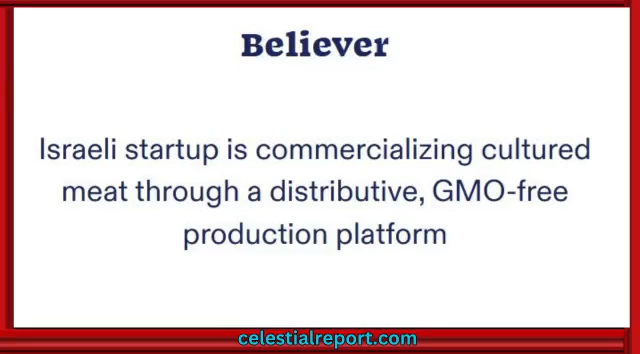 Believer
Israeli startup is commercializing cultured
meat through a distributive, GMO-free
production platform
celestialreport.com